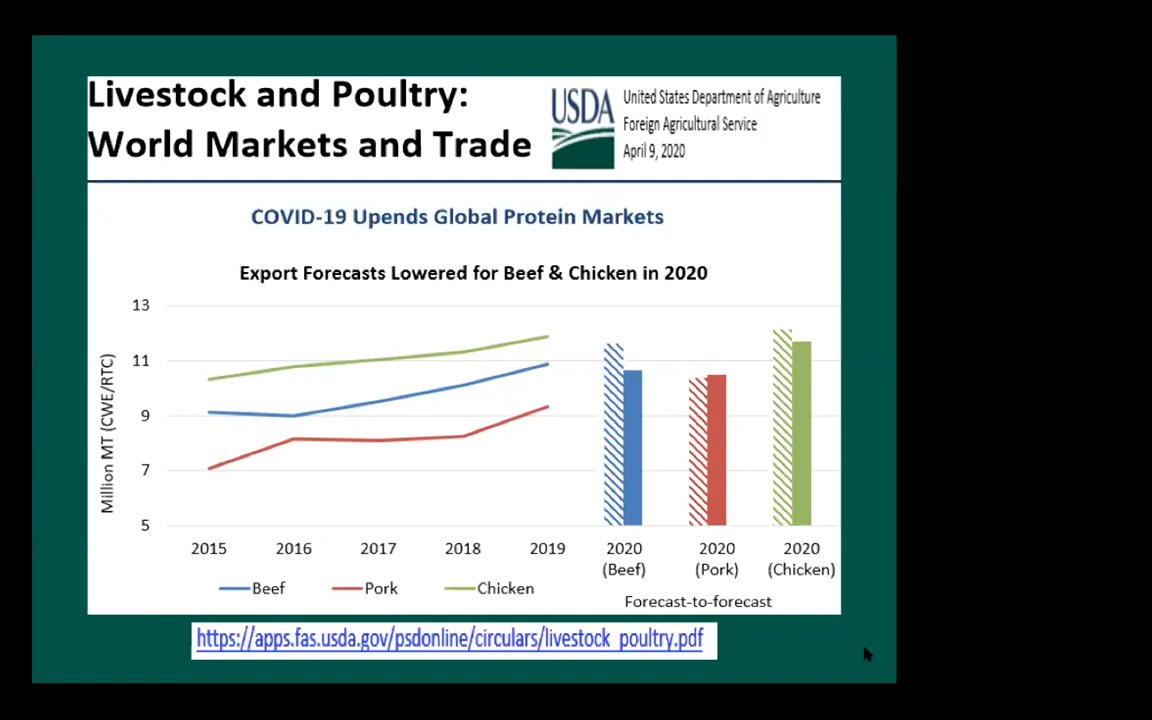 Livestock and Poultry:
World Markets and Trade
USDA
United States Department of Agriculture
Foreign Agricultural Service
April 9, 2020
COVID-19 Upends Global Protein Markets
Export Forecasts Lowered for Beef & Chicken in 2020
Million MT (CWE/RTC)
13
11
9
7
5
2015 2016 2017 2018 2019 2020 2020 2020
(Beef) (Pork) (Chicken)
Beef Pork Chicken
Forecast-to-forecast
https://apps.fas.usda.gov/psdonline/circulars/livestock_poultry.pdf